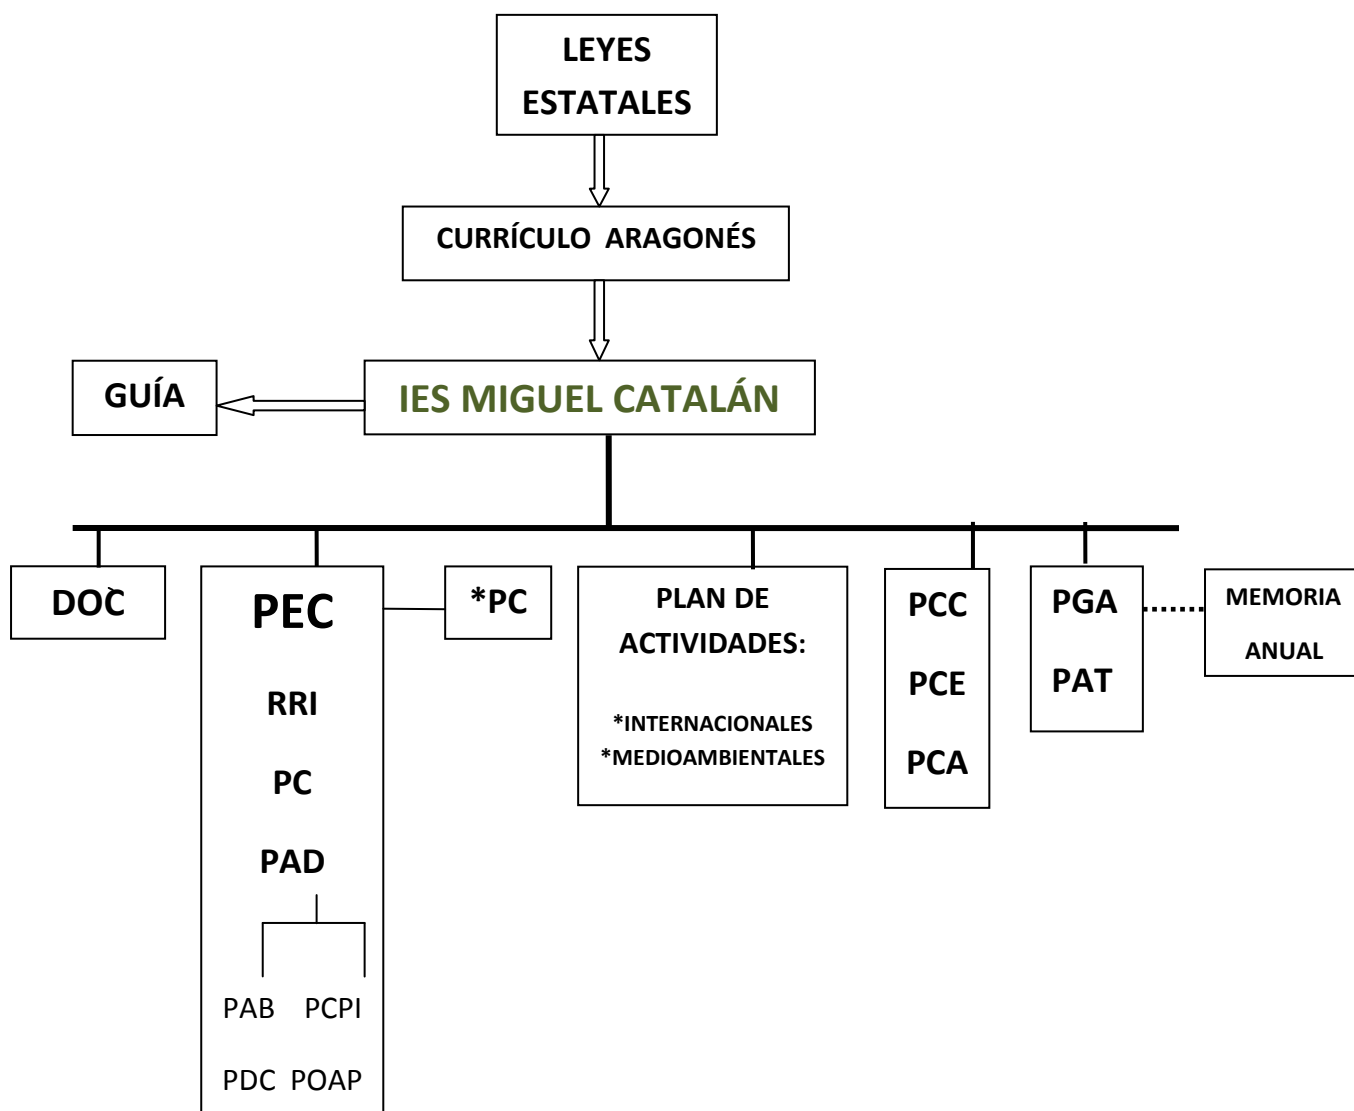 LEYES
ESTATALES
CURRÍCULO ARAGONÉS
GUÍA
IES MIGUEL CATALÁN
DOC̀
PEC
RRI
PC
PAD
PAB PCPI
PDC POAP
*PC
PLAN DE
ACTIVIDADES:
*INTERNACIONALES
*MEDIOAMBIENTALES
PCC
PCE
PCA
PGA
PAT
MEMORIA
ANUAL